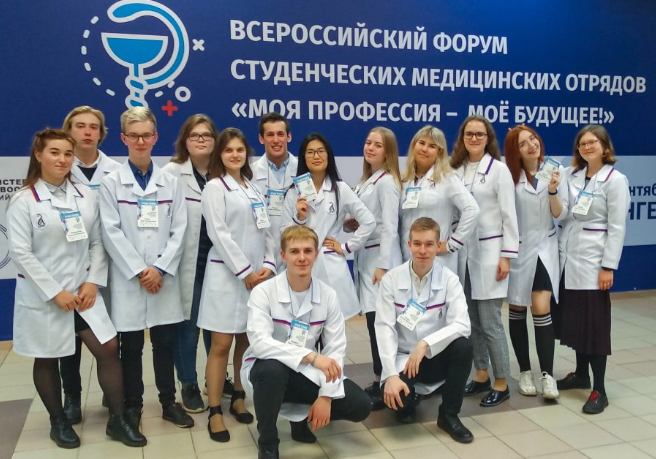 ВСЕРОССИЙСКИЙ ФОРУМ
СТУДЕНЧЕСКИХ МЕДИЦИНСКИХ ОТРЯДОВ
«МОЯ ПРОФЕССИЯ – МОЁ БУДУЩЕЕ!»